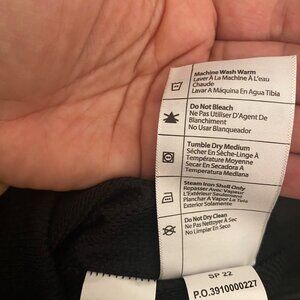 Machine Wash Warm
Laver À La Machine À L'eau
Chaude
Lavar A Máquina En Agua Tibia
Do Not Bleach
Ne Pas Utiliser D'Agent De
Blanchiment
No Usar Blanqueador
Tumble Dry Medium
Sécher En Sèche-Linge À
Température Moyenne
Secar En Secadora A
Temperatura Mediana
Steam Iron Shell Only
Repasser Avec Vapeur
L'Extérieur Seulement
Planchar A Vapor La Tela
Exterior Solamente
Do Not Dry Clean
Ne Pas Nettoyer À Sec
No Limpiar En Seco
SP 22
P.O.3910000227